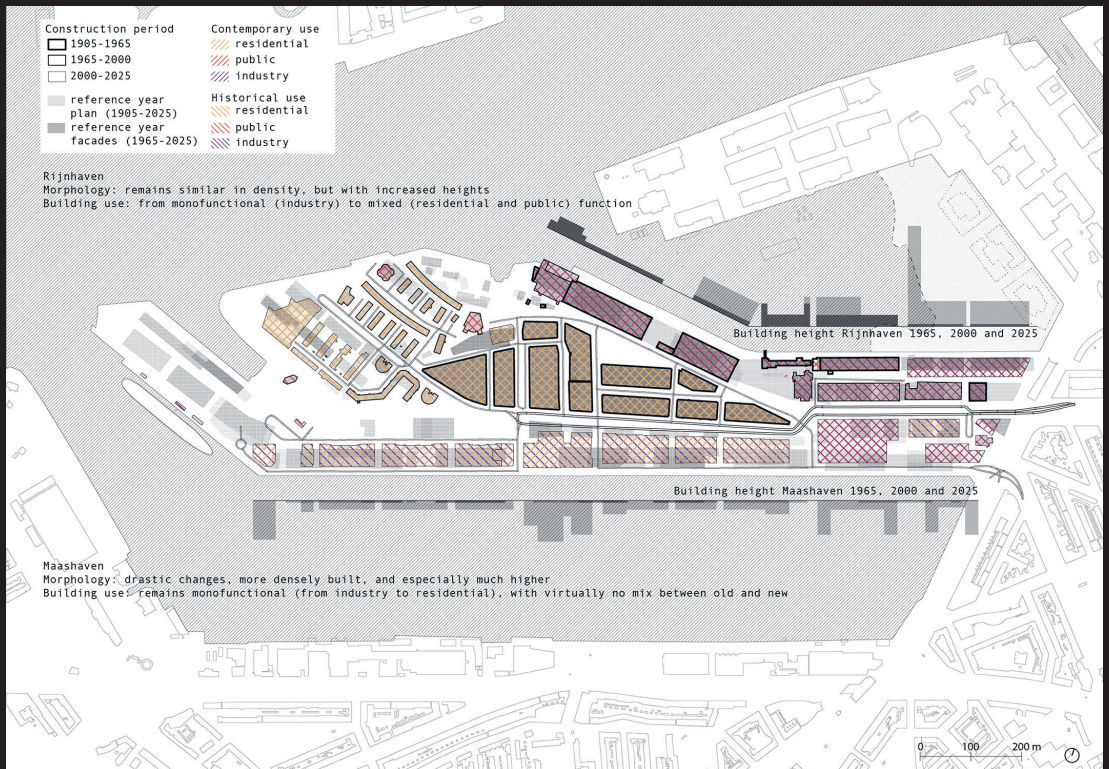 Construction period
1905-1965
1965-2000
2000-2025
reference year
plan (1905-2025)
reference year
facades (1965-2025)
Contemporary use
residential
public
industry
Historical use
residential
public
industry
Rijnhaven
Morphology: remains similar in density, but with increased heights
Building use: from monofunctional (industry) to mixed (residential and public) function
Building height Rijnhaven 1965, 2000 and 2025
Building height Maashaven 1965, 2000 and 2025
Maashaven
Morphology: drastic changes, more densely built, and especially much higher
Building use: remains monofunctional (from industry to residential), with virtually no mix between old and new
0 100 200 m